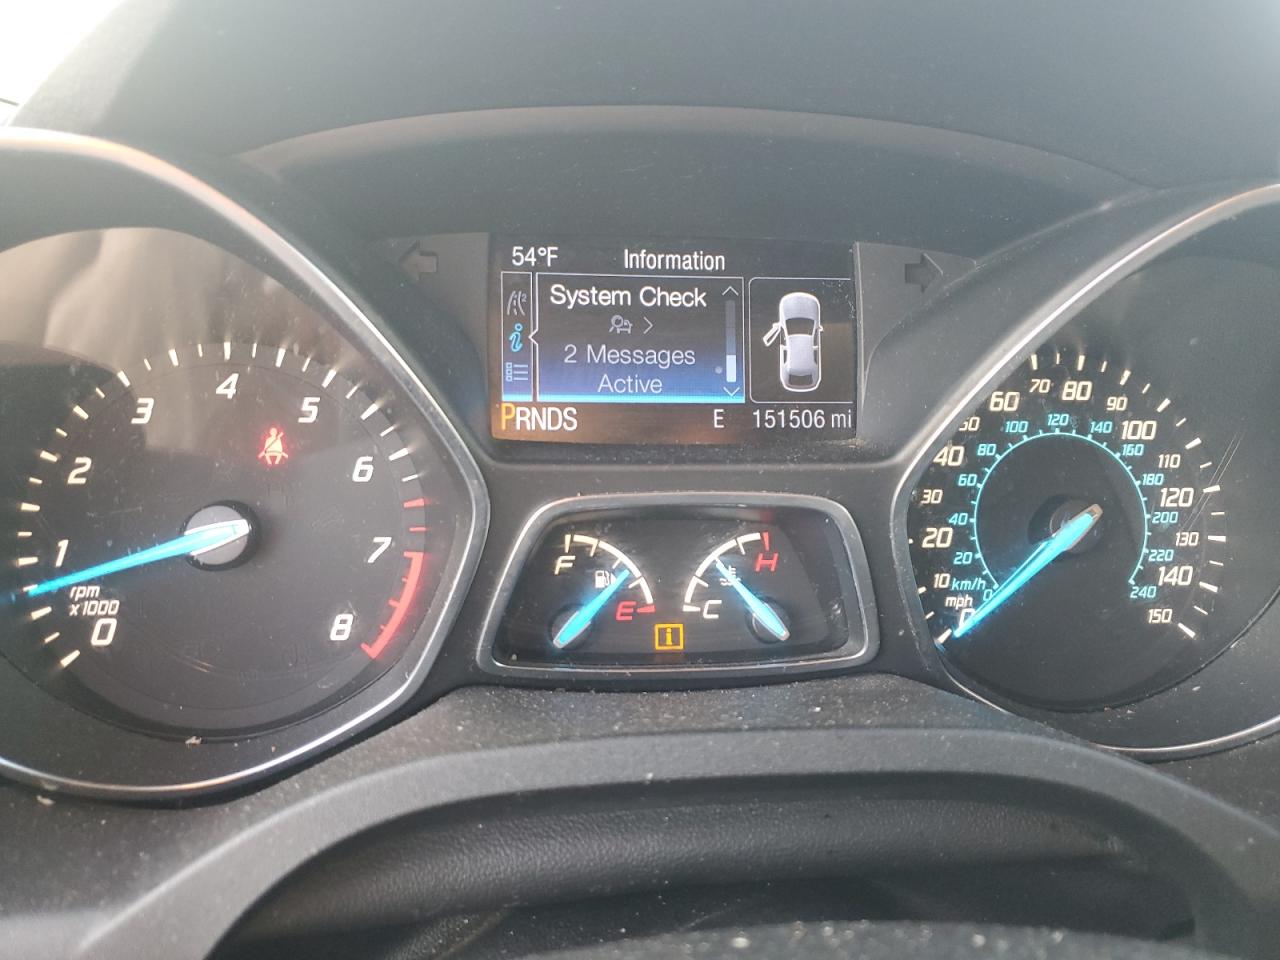 54°F Information
System Check
2 Messages
Active
PRNDS E 151506 mi
0 1 2 3 4 5 6 7 8
rpm
x1000
F E
i
C H
0 10 20 30 40 50 60 70 80 90 100 110 120 130 140 150
mph
km/h
0 20 40 60 80 100 120 140 160 180 200 220 240